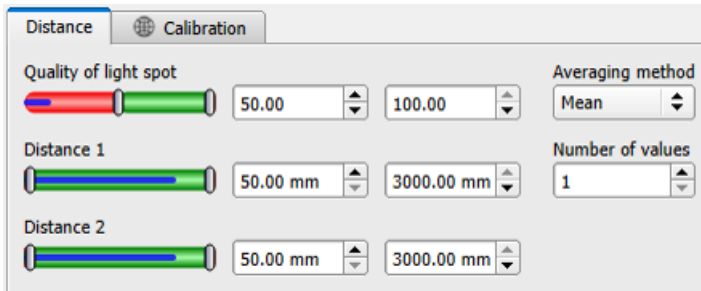 Distance
Calibration
Quality of light spot
50.00
100.00
Averaging method
Mean
Distance 1
50.00 mm
3000.00 mm
Number of values
1
Distance 2
50.00 mm
3000.00 mm